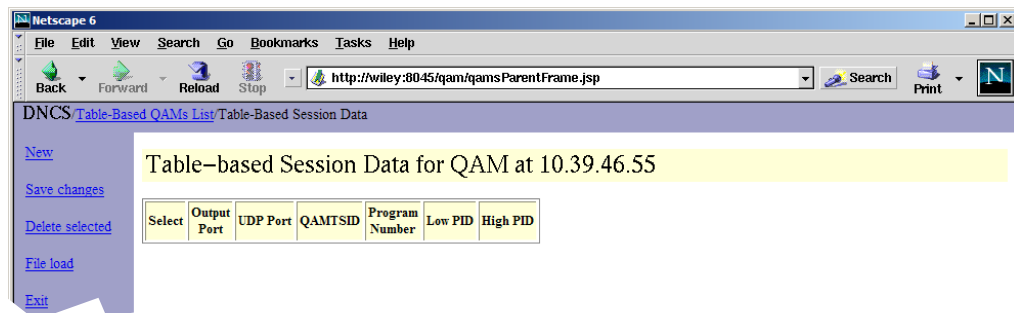 Netscape 6
File Edit View Search Go Bookmarks Tasks Help
Back Forward Reload Stop http://wiley:8045/qam/qamsParentFrame.jsp Search Print N
DNCS/Table-Based QAMs List/Table-Based Session Data
New
Save changes
Delete selected
File load
Exit
Table-based Session Data for QAM at 10.39.46.55
Select Output Port UDP Port QAMTSID Program Number Low PID High PID